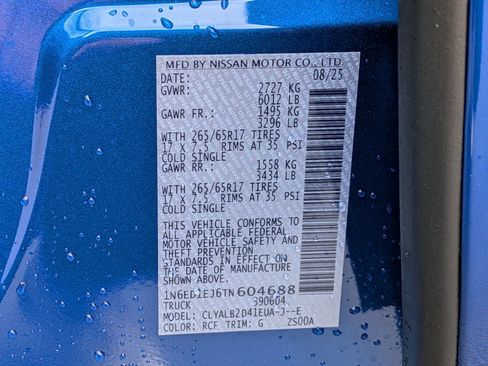 MFD BY NISSAN MOTOR CO., LTD
DATE: 08/25
GVWR: 2727 KG
6012 LB
GAWR FR.: 1495 KG
3296 LB
WITH 265/65R17 TIRES
17 X 7.5 RIMS AT 35 PSI
COLD SINGLE
GAWR RR.: 1558 KG
3434 LB
WITH 265/65R17 TIRES
17 X 7.5 RIMS AT 35 PSI
COLD SINGLE
THIS VEHICLE CONFORMS TO
ALL APPLICABLE FEDERAL
MOTOR VEHICLE SAFETY AND
THEFT PREVENTION
STANDARDS IN EFFECT ON
THE DATE OF MANUFACTURE
SHOWN ABOVE
1N6ED1EJ6TN604688
TRUCK 390604
MODEL: CLYALB2D41EUA-J--E
COLOR: RCF TRIM: G ZS00A